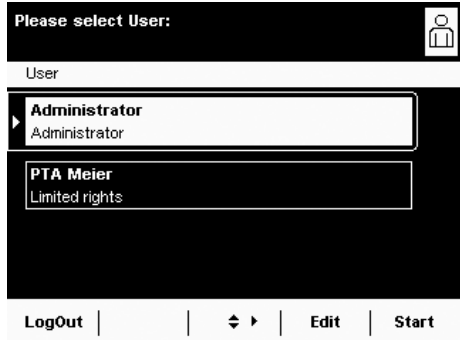 Please select User:
User
Administrator
Administrator
PTA Meier
Limited rights
LogOut Edit Start